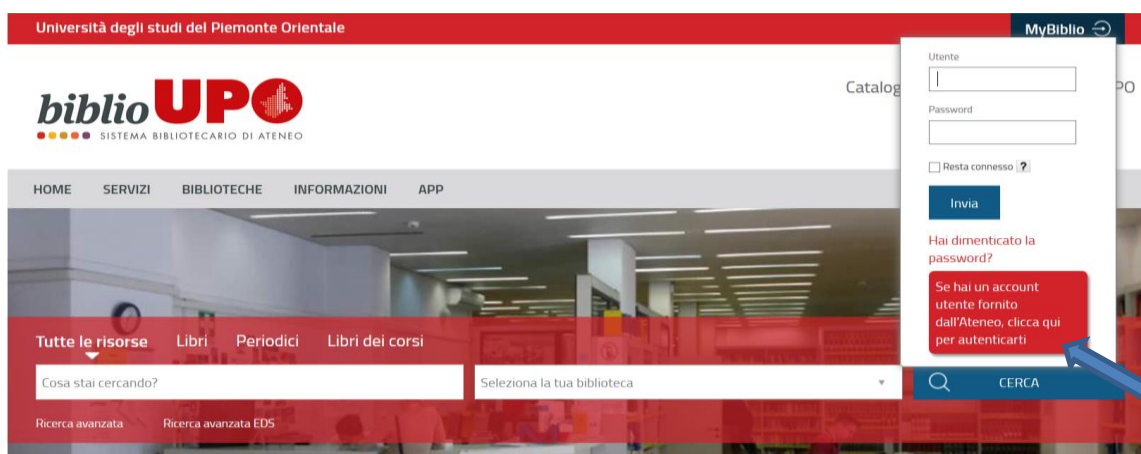 Università degli studi del Piemonte Orientale
MyBiblio
biblio UPO
SISTEMA BIBLIOTECARIO DI ATENEO
Catalog
PO
Utente
Password
Resta connesso ?
Invia
Hai dimenticato la
password?
Se hai un account
utente fornito
dall'Ateneo, clicca qui
per autenticarti
HOME SERVIZI BIBLIOTECHE INFORMAZIONI APP
Tutte le risorse Libri Periodici Libri dei corsi
Cosa stai cercando? Seleziona la tua biblioteca CERCA
Ricerca avanzata Ricerca avanzata EDS